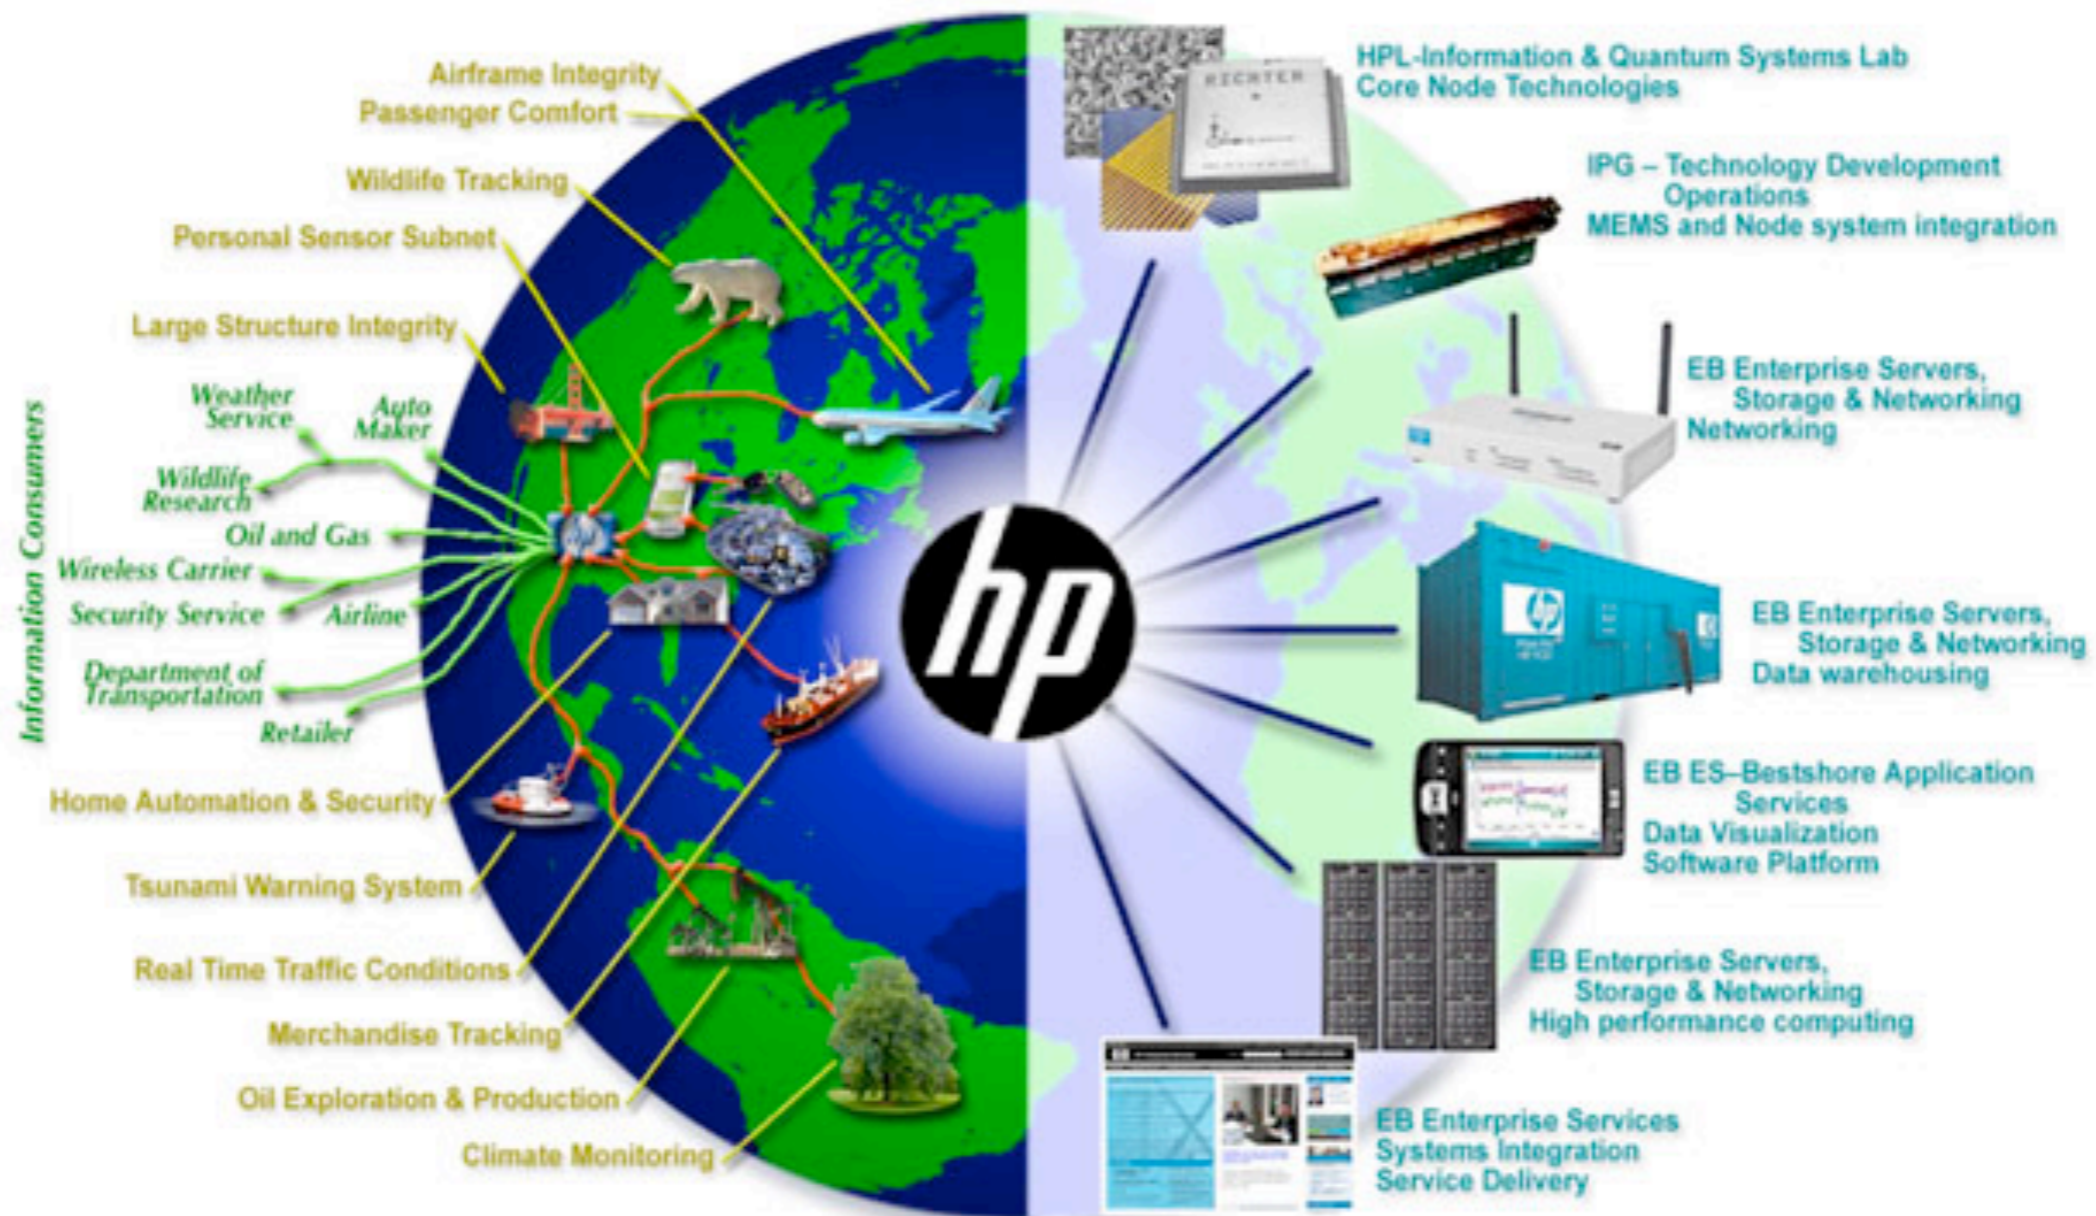 Airframe Integrity
Passenger Comfort
Wildlife Tracking
Personal Sensor Subnet
Large Structure Integrity
Information Consumers
Weather
Service
Auto
Maker
Wildlife
Research
Oil and Gas
Wireless Carrier
Security Service
Airline
Department of
Transportation
Retailer
Home Automation & Security
Tsunami Warning System
Real Time Traffic Conditions
Merchandise Tracking
Oil Exploration & Production
Climate Monitoring
hp
RICHTER
HPL-Information & Quantum Systems Lab
Core Node Technologies
IPG – Technology Development
Operations
MEMS and Node system integration
EB Enterprise Servers,
Storage & Networking
Networking
hp
EB Enterprise Servers,
Storage & Networking
Data warehousing
EB ES–Bestshore Application
Services
Data Visualization
Software Platform
EB Enterprise Servers,
Storage & Networking
High performance computing
EB Enterprise Services
Systems Integration
Service Delivery